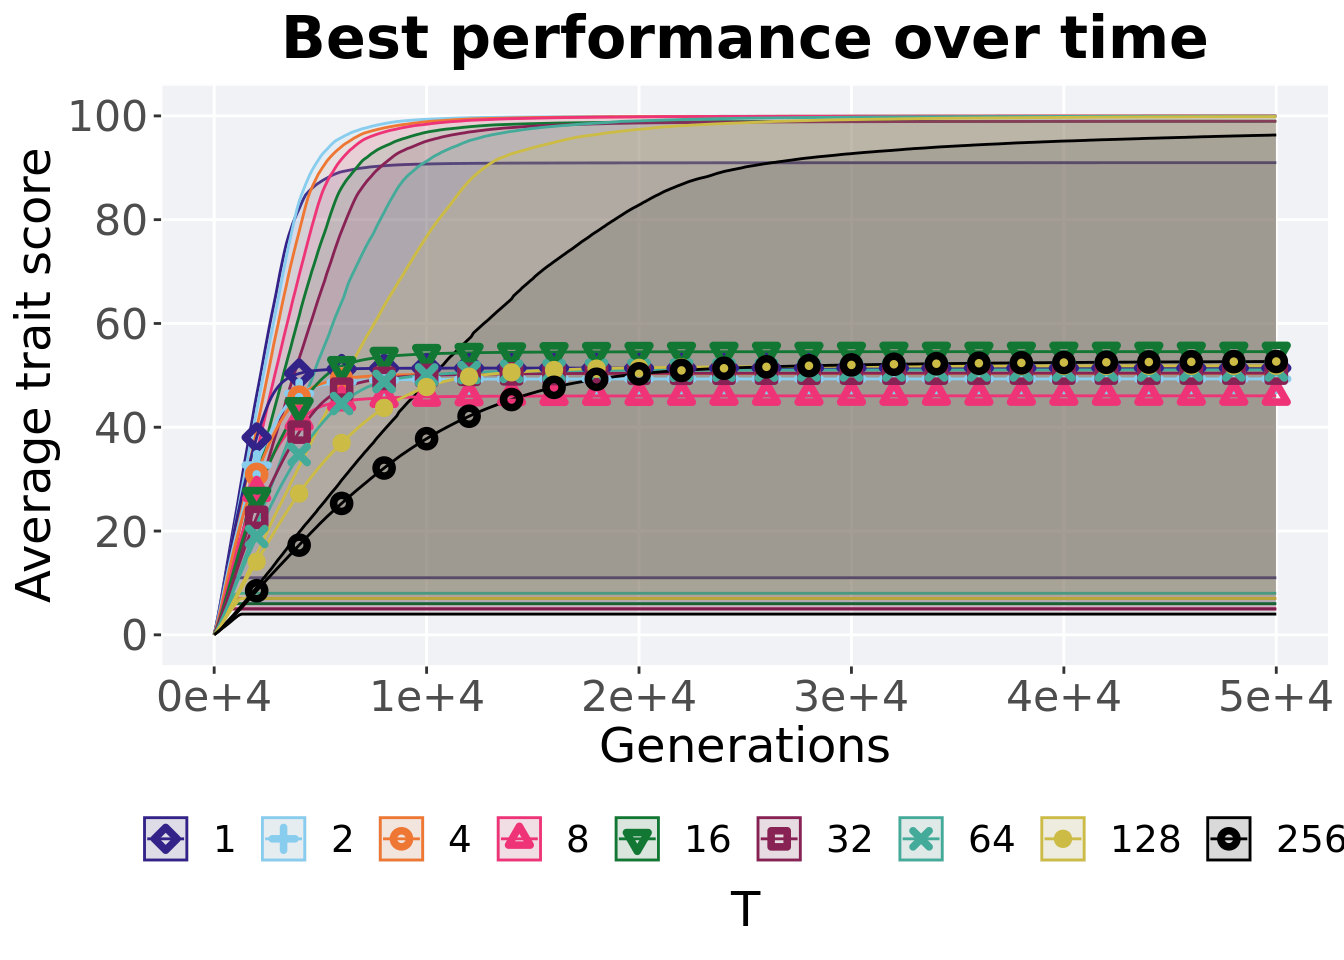 Best performance over time
Average trait score
100
80
60
40
20
0
0e+4 1e+4 2e+4 3e+4 4e+4 5e+4
Generations
1 2 4 8 16 32 64 128 256
T